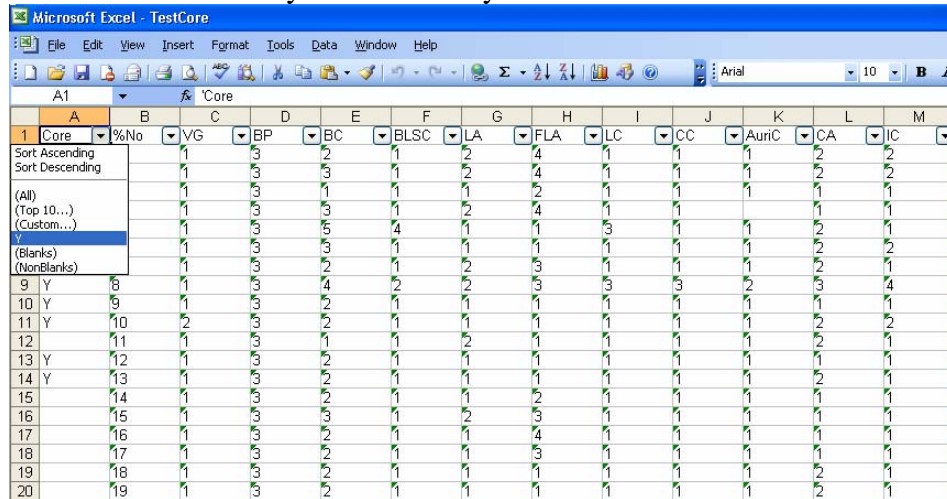 Microsoft Excel - TestCore
File Edit View Insert Format Tools Data Window Help
Σ Arial 10 B
A1 fx 'Core
A B C D E F G H I J K L M
1 Core %No VG BP BC BLSC LA FLA LC CC AuriC CA IC
Sort Ascending 1 3 2 1 2 4 1 1 1 2 2
Sort Descending 1 3 3 1 2 4 1 1 1 2 2
(All) 1 3 1 1 1 2 1 1 1 1 1
(Top 10...) 1 3 3 1 2 4 1 1 1 1
(Custom...) 1 3 5 4 1 1 3 1 1 2 1
Y 1 3 3 1 1 1 1 1 1 2 2
(Blanks)
(NonBlanks) 1 3 2 1 2 3 1 1 1 2 1
9 Y 8 1 3 4 2 2 3 3 3 2 3 4
10 Y 9 1 3 2 1 1 1 1 1 1 1 1
11 Y 10 2 3 2 1 1 1 1 1 1 2 2
12 11 1 3 1 1 2 1 1 1 1 2 1
13 Y 12 1 3 2 1 1 1 1 1 1 1 1
14 Y 13 1 3 2 1 1 1 1 1 1 2 1
15 14 1 3 2 1 1 2 1 1 1 1 1
16 15 1 3 3 1 2 3 1 1 1 1 1
17 16 1 3 2 1 1 4 1 1 1 1 1
18 17 1 3 2 1 1 3 1 1 1 1 1
19 18 1 3 2 1 1 1 1 1 1 2 1
20 19 1 3 2 1 1 1 1 1 1 2 1